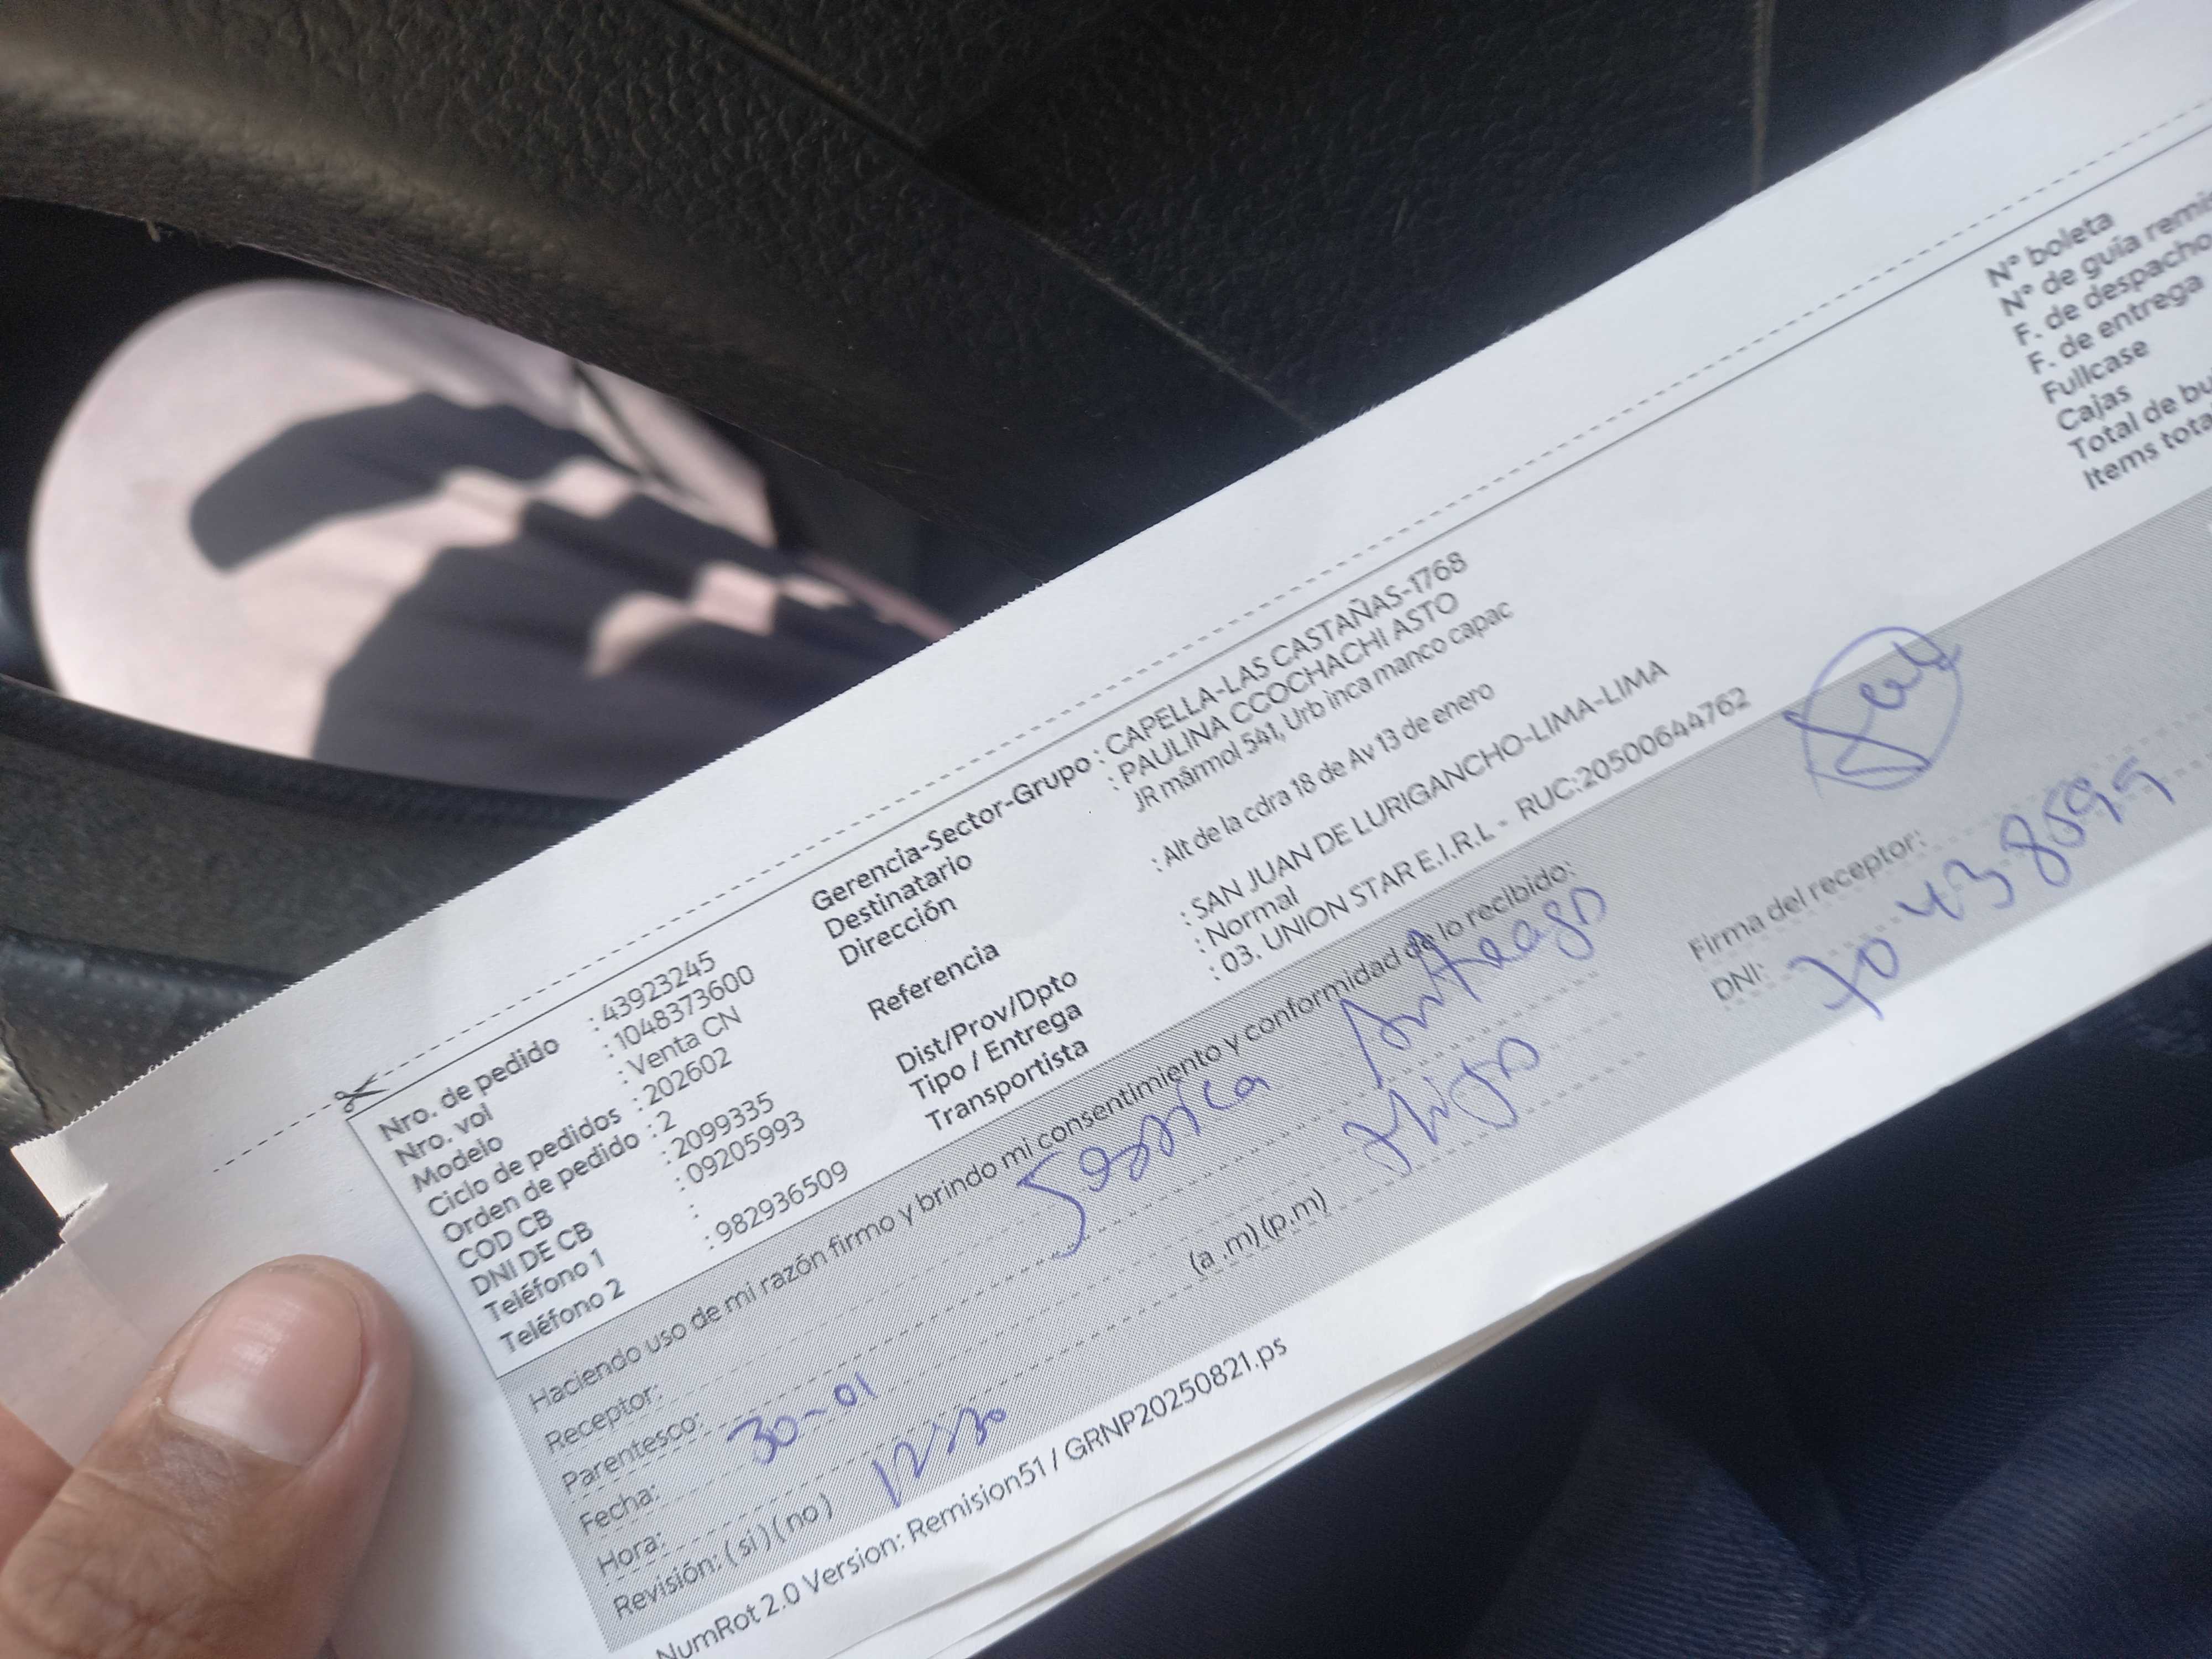 Nro. de pedido : 43923245
Nro. vol : 1048373600
Modelo : Venta CN
Ciclo de pedidos : 202602
Orden de pedido : 2
COD CB : 2099335
DNI DE CB : 09205993
Teléfono 1 :
Teléfono 2 : 982936509
Gerencia-Sector-Grupo : CAPELLA-LAS CASTAÑAS-1768
Destinatario : PAULINA CCOCHACHI ASTO
Dirección JR mármol 541, Urb inca manco capac
Referencia : Alt de la cdra 18 de Av 13 de enero
Dist/Prov/Dpto : SAN JUAN DE LURIGANCHO-LIMA-LIMA
Tipo / Entrega : Normal
Transportista : 03. UNION STAR E.I.R.L - RUC:20500644762
N° boleta
N° de guía remi
F. de despacho
F. de entrega
Fullcase
Cajas
Total de bu
Items tota
Haciendo uso de mi razón firmo y brindo mi consentimiento y conformidad de lo recibido:
Receptor: Jessica
Parentesco:
Fecha: 30-01
Hora: 12:30 (a.m) (p.m)
Revisión: (si) (no)
Firma del receptor:
DNI: 70438599
NumRot 2.0 Version: Remision51 / GRNP20250821.ps